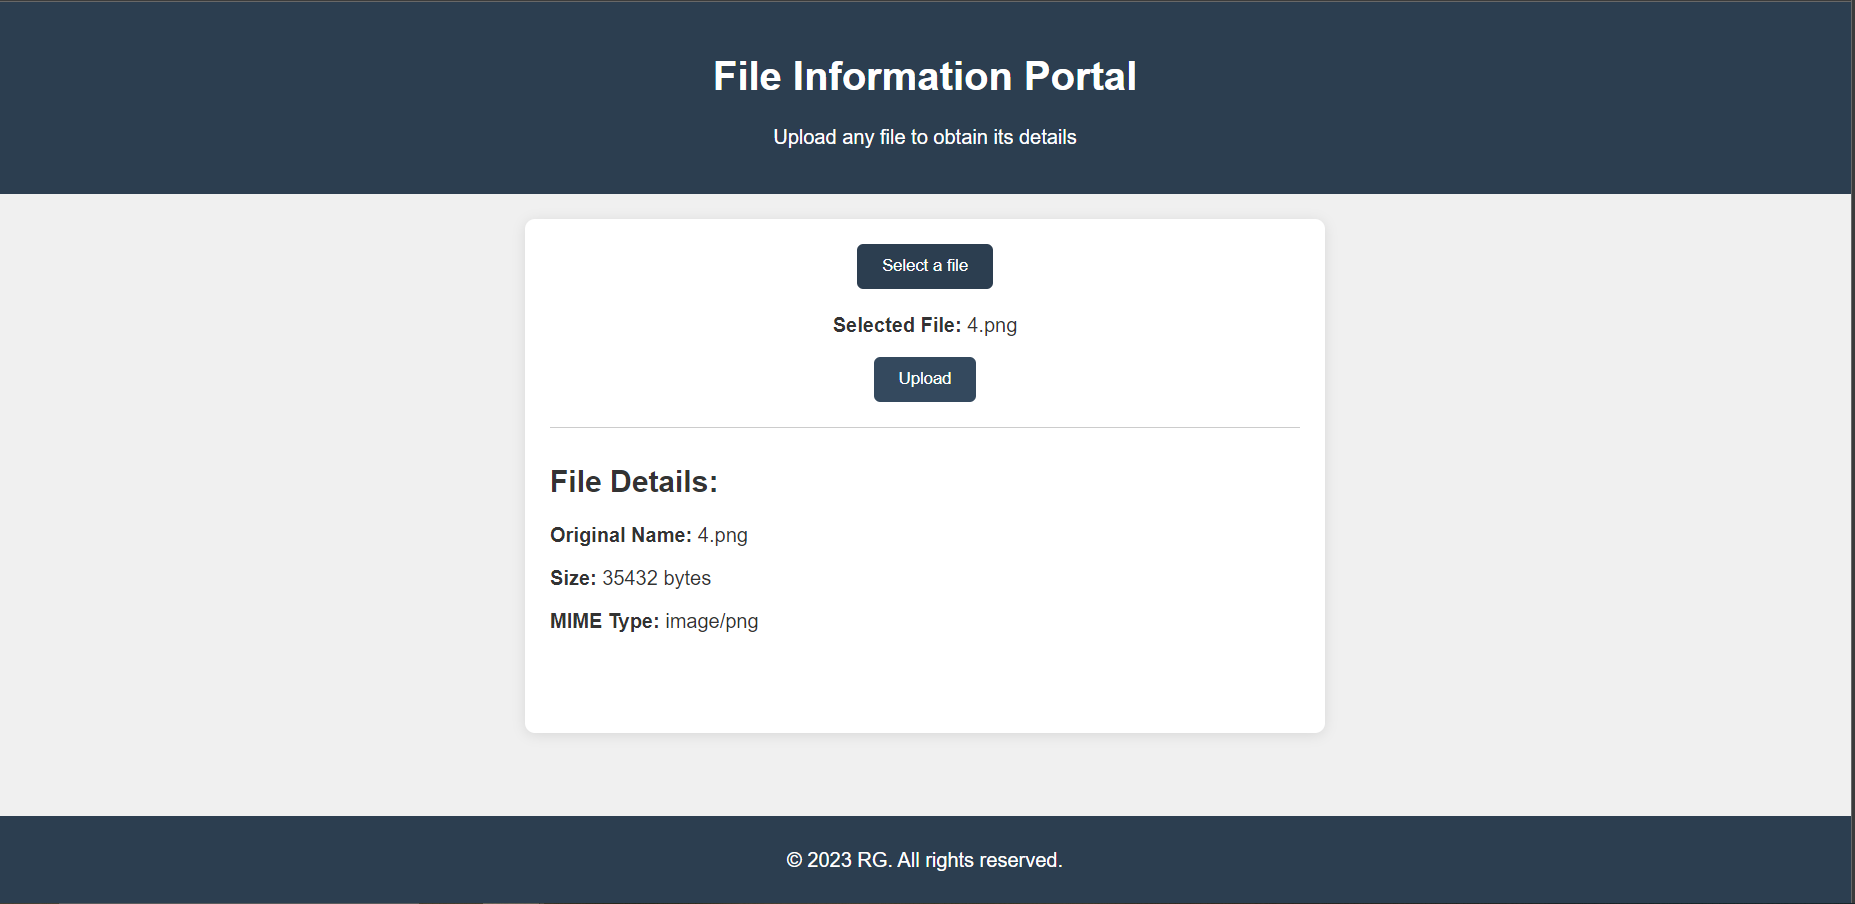 File Information Portal
Upload any file to obtain its details
Select a file
Selected File: 4.png
Upload
File Details:
Original Name: 4.png
Size: 35432 bytes
MIME Type: image/png
© 2023 RG. All rights reserved.